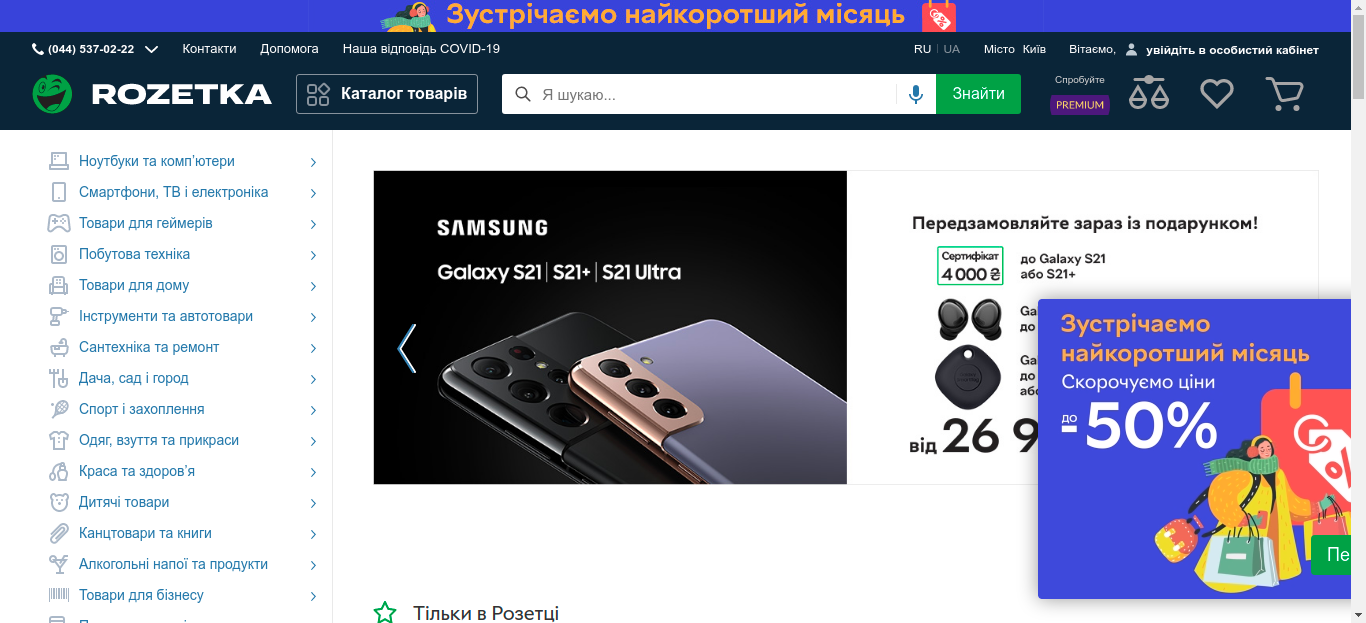 Зустрічаємо найкоротший місяць
(044) 537-02-22 Контакти Допомога Наша відповідь COVID-19 RU | UA Місто Київ Вітаємо, увійдіть в особистий кабінет
ROZETKA Каталог товарів Я шукаю... Знайти Спробуйте
PREMIUM
Ноутбуки та комп'ютери
Смартфони, ТВ і електроніка
Товари для геймерів
Побутова техніка
Товари для дому
Інструменти та автотовари
Сантехніка та ремонт
Дача, сад і город
Спорт і захоплення
Одяг, взуття та прикраси
Краса та здоров'я
Дитячі товари
Канцтовари та книги
Алкогольні напої та продукти
Товари для бізнесу
SAMSUNG
Galaxy S21 | S21+ | S21 Ultra
Передзамовляйте зараз із подарунком!
Сертифікат
4 000 ₴
до Galaxy S21
або S21+
Ga
до
Ga
до
або
від 26 9
Зустрічаємо
найкоротший місяць
Скорочуємо ціни
до
-50%
Пе
Тільки в Розетці